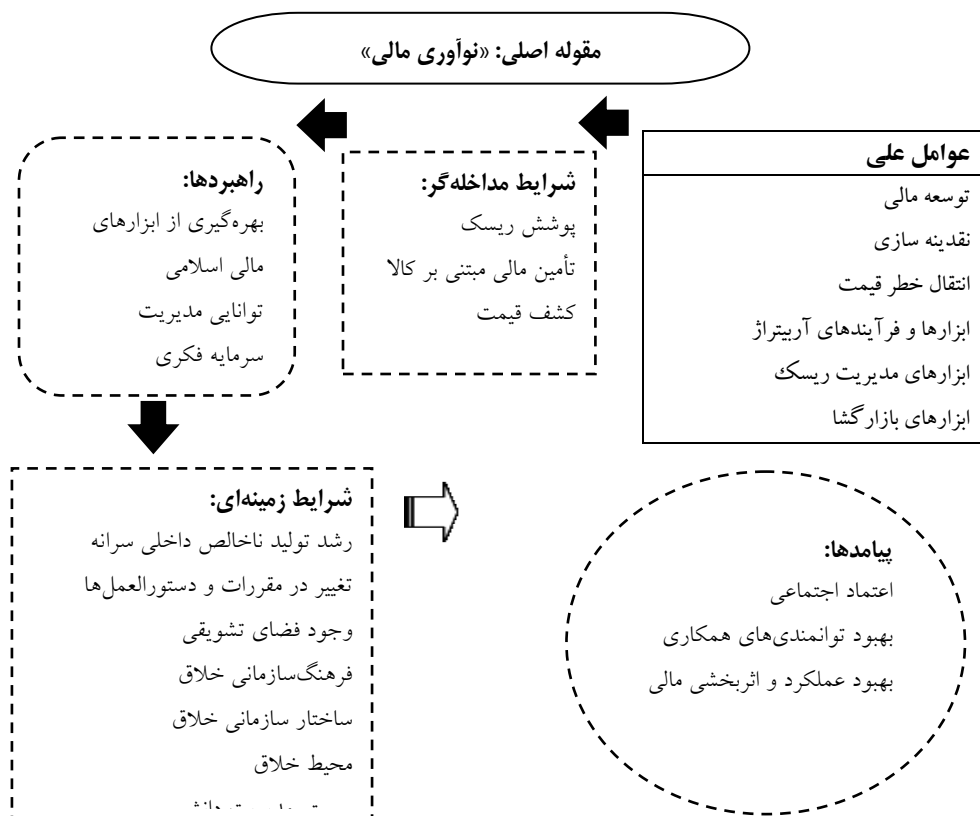 مقوله اصلی: «نوآوری مالی»
عوامل علی
توسعه مالی
نقدینه سازی
انتقال خطر قیمت
ابزارها و فرآیندهای آربیتراژ
ابزارهای مدیریت ریسک
ابزارهای بازارگشا
شرایط مداخله‌گر:
پوشش ریسک
تأمین مالی مبتنی بر کالا
کشف قیمت
راهبردها:
بهره‌گیری از ابزارهای
مالی اسلامی
توانایی مدیریت
سرمایه فکری
شرایط زمینه‌ای:
رشد تولید ناخالص داخلی سرانه
تغییر در مقررات و دستورالعمل‌ها
وجود فضای تشویقی
فرهنگ‌سازمانی خلاق
ساختار سازمانی خلاق
محیط خلاق
پیامدها:
اعتماد اجتماعی
بهبود توانمندی‌های همکاری
بهبود عملکرد و اثربخشی مالی